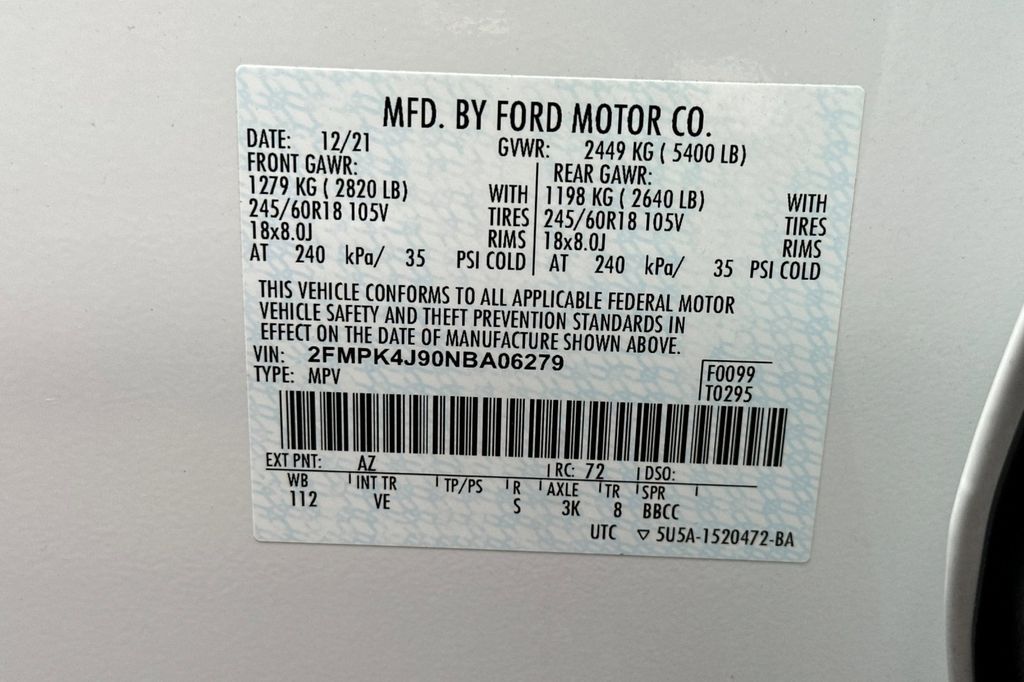 MFD. BY FORD MOTOR CO.
DATE: 12/21 GVWR: 2449 KG ( 5400 LB)
FRONT GAWR: REAR GAWR:
1279 KG ( 2820 LB) WITH 1198 KG ( 2640 LB) WITH
245/60R18 105V TIRES 245/60R18 105V TIRES
18x8.0J RIMS 18x8.0J RIMS
AT 240 kPa/ 35 PSI COLD AT 240 kPa/ 35 PSI COLD
THIS VEHICLE CONFORMS TO ALL APPLICABLE FEDERAL MOTOR
VEHICLE SAFETY AND THEFT PREVENTION STANDARDS IN
EFFECT ON THE DATE OF MANUFACTURE SHOWN ABOVE.
VIN: 2FMPK4J90NBA06279
TYPE: MPV
F0099
T0295
EXT PNT: AZ RC: 72 DSO:
WB INT TR TP/PS R AXLE TR SPR
112 VE S 3K 8 BBCC
UTC ▽ 5U5A-1520472-BA